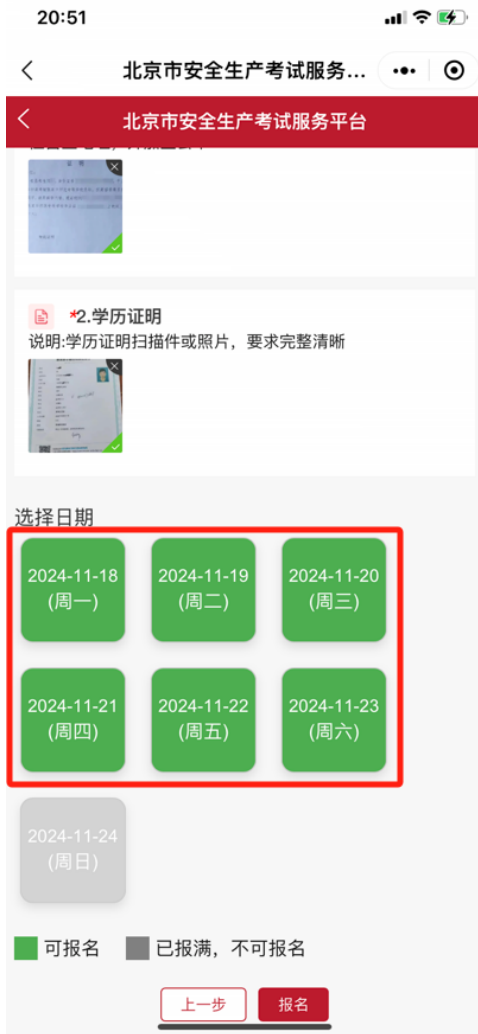 20:51
北京市安全生产考试服务...
北京市安全生产考试服务平台
证 明
*2.学历证明
说明:学历证明扫描件或照片，要求完整清晰
选择日期
2024-11-18 2024-11-19 2024-11-20
(周一) (周二) (周三)
2024-11-21 2024-11-22 2024-11-23
(周四) (周五) (周六)
2024-11-24
(周日)
可报名 已报满，不可报名
上一步 报名